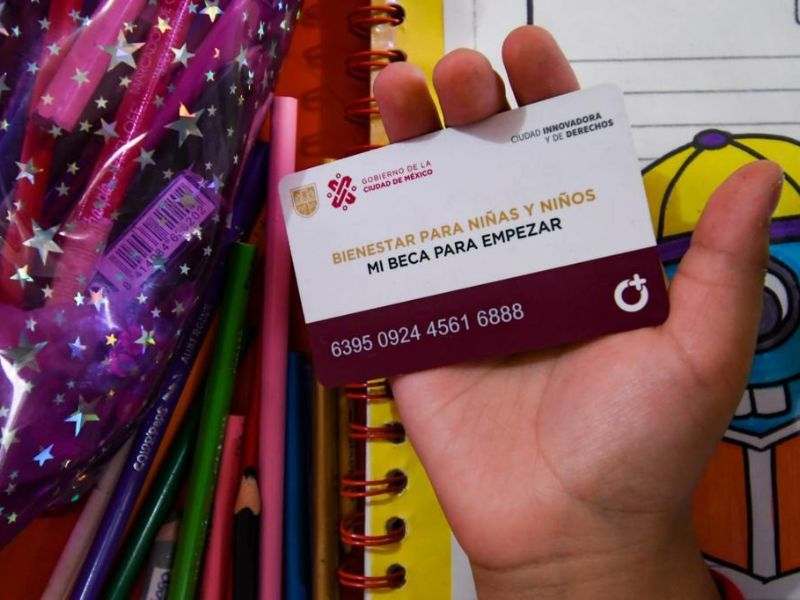 CIUDAD INNOVADORA
Y DE DERECHOS
GOBIERNO DE LA
CIUDAD DE MÉXICO
BIENESTAR PARA NIÑAS Y NIÑOS
MI BECA PARA EMPEZAR
6395 0924 4561 6888